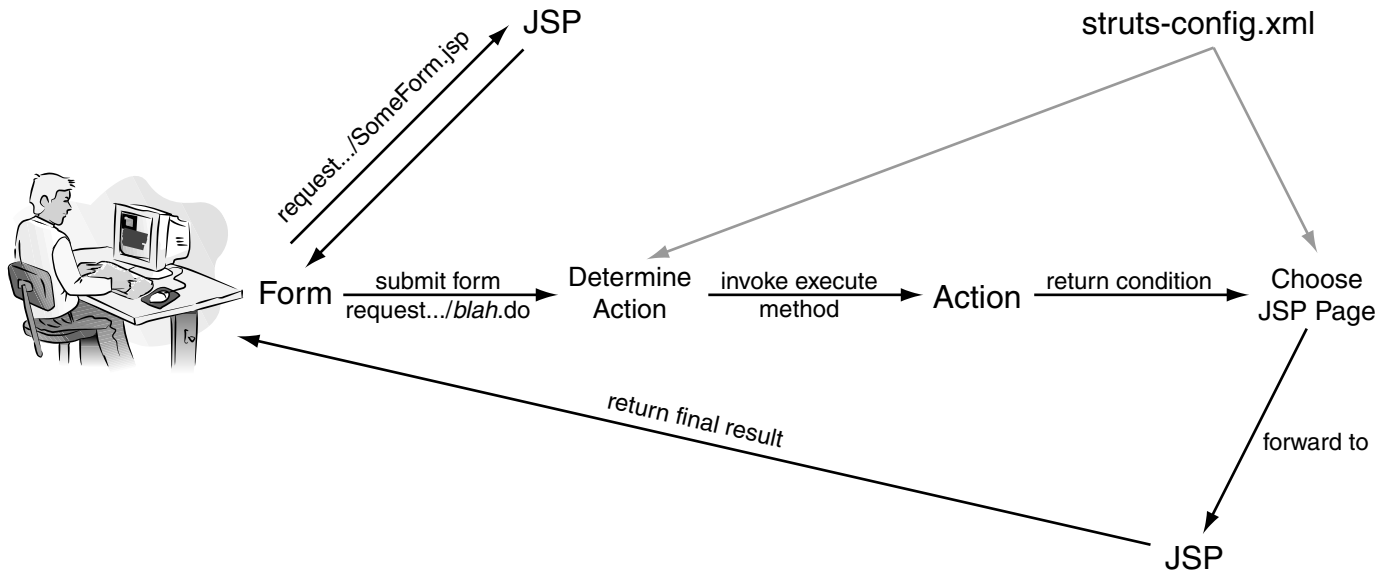 JSP
struts-config.xml
request.../SomeForm.jsp
Form
submit form
request.../blah.do
Determine
Action
invoke execute
method
Action
return condition
Choose
JSP Page
return final result
forward to
JSP